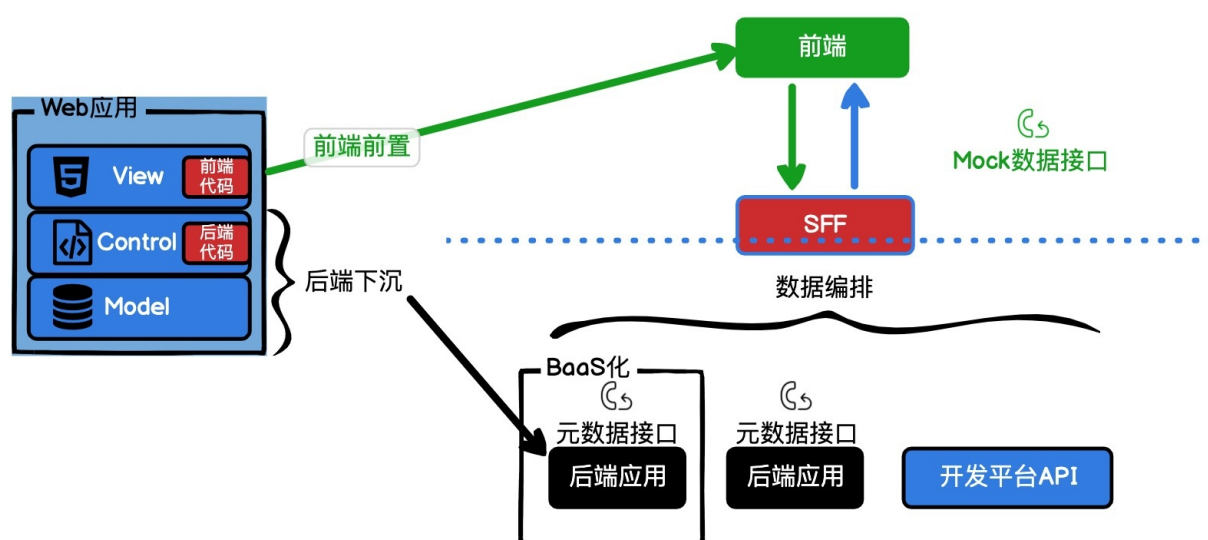 前端
Web应用
前端前置
View
前端
代码
Mock数据接口
Control
后端
代码
SFF
后端下沉
数据编排
Model
BaaS化
元数据接口
元数据接口
后端应用
后端应用
开发平台API